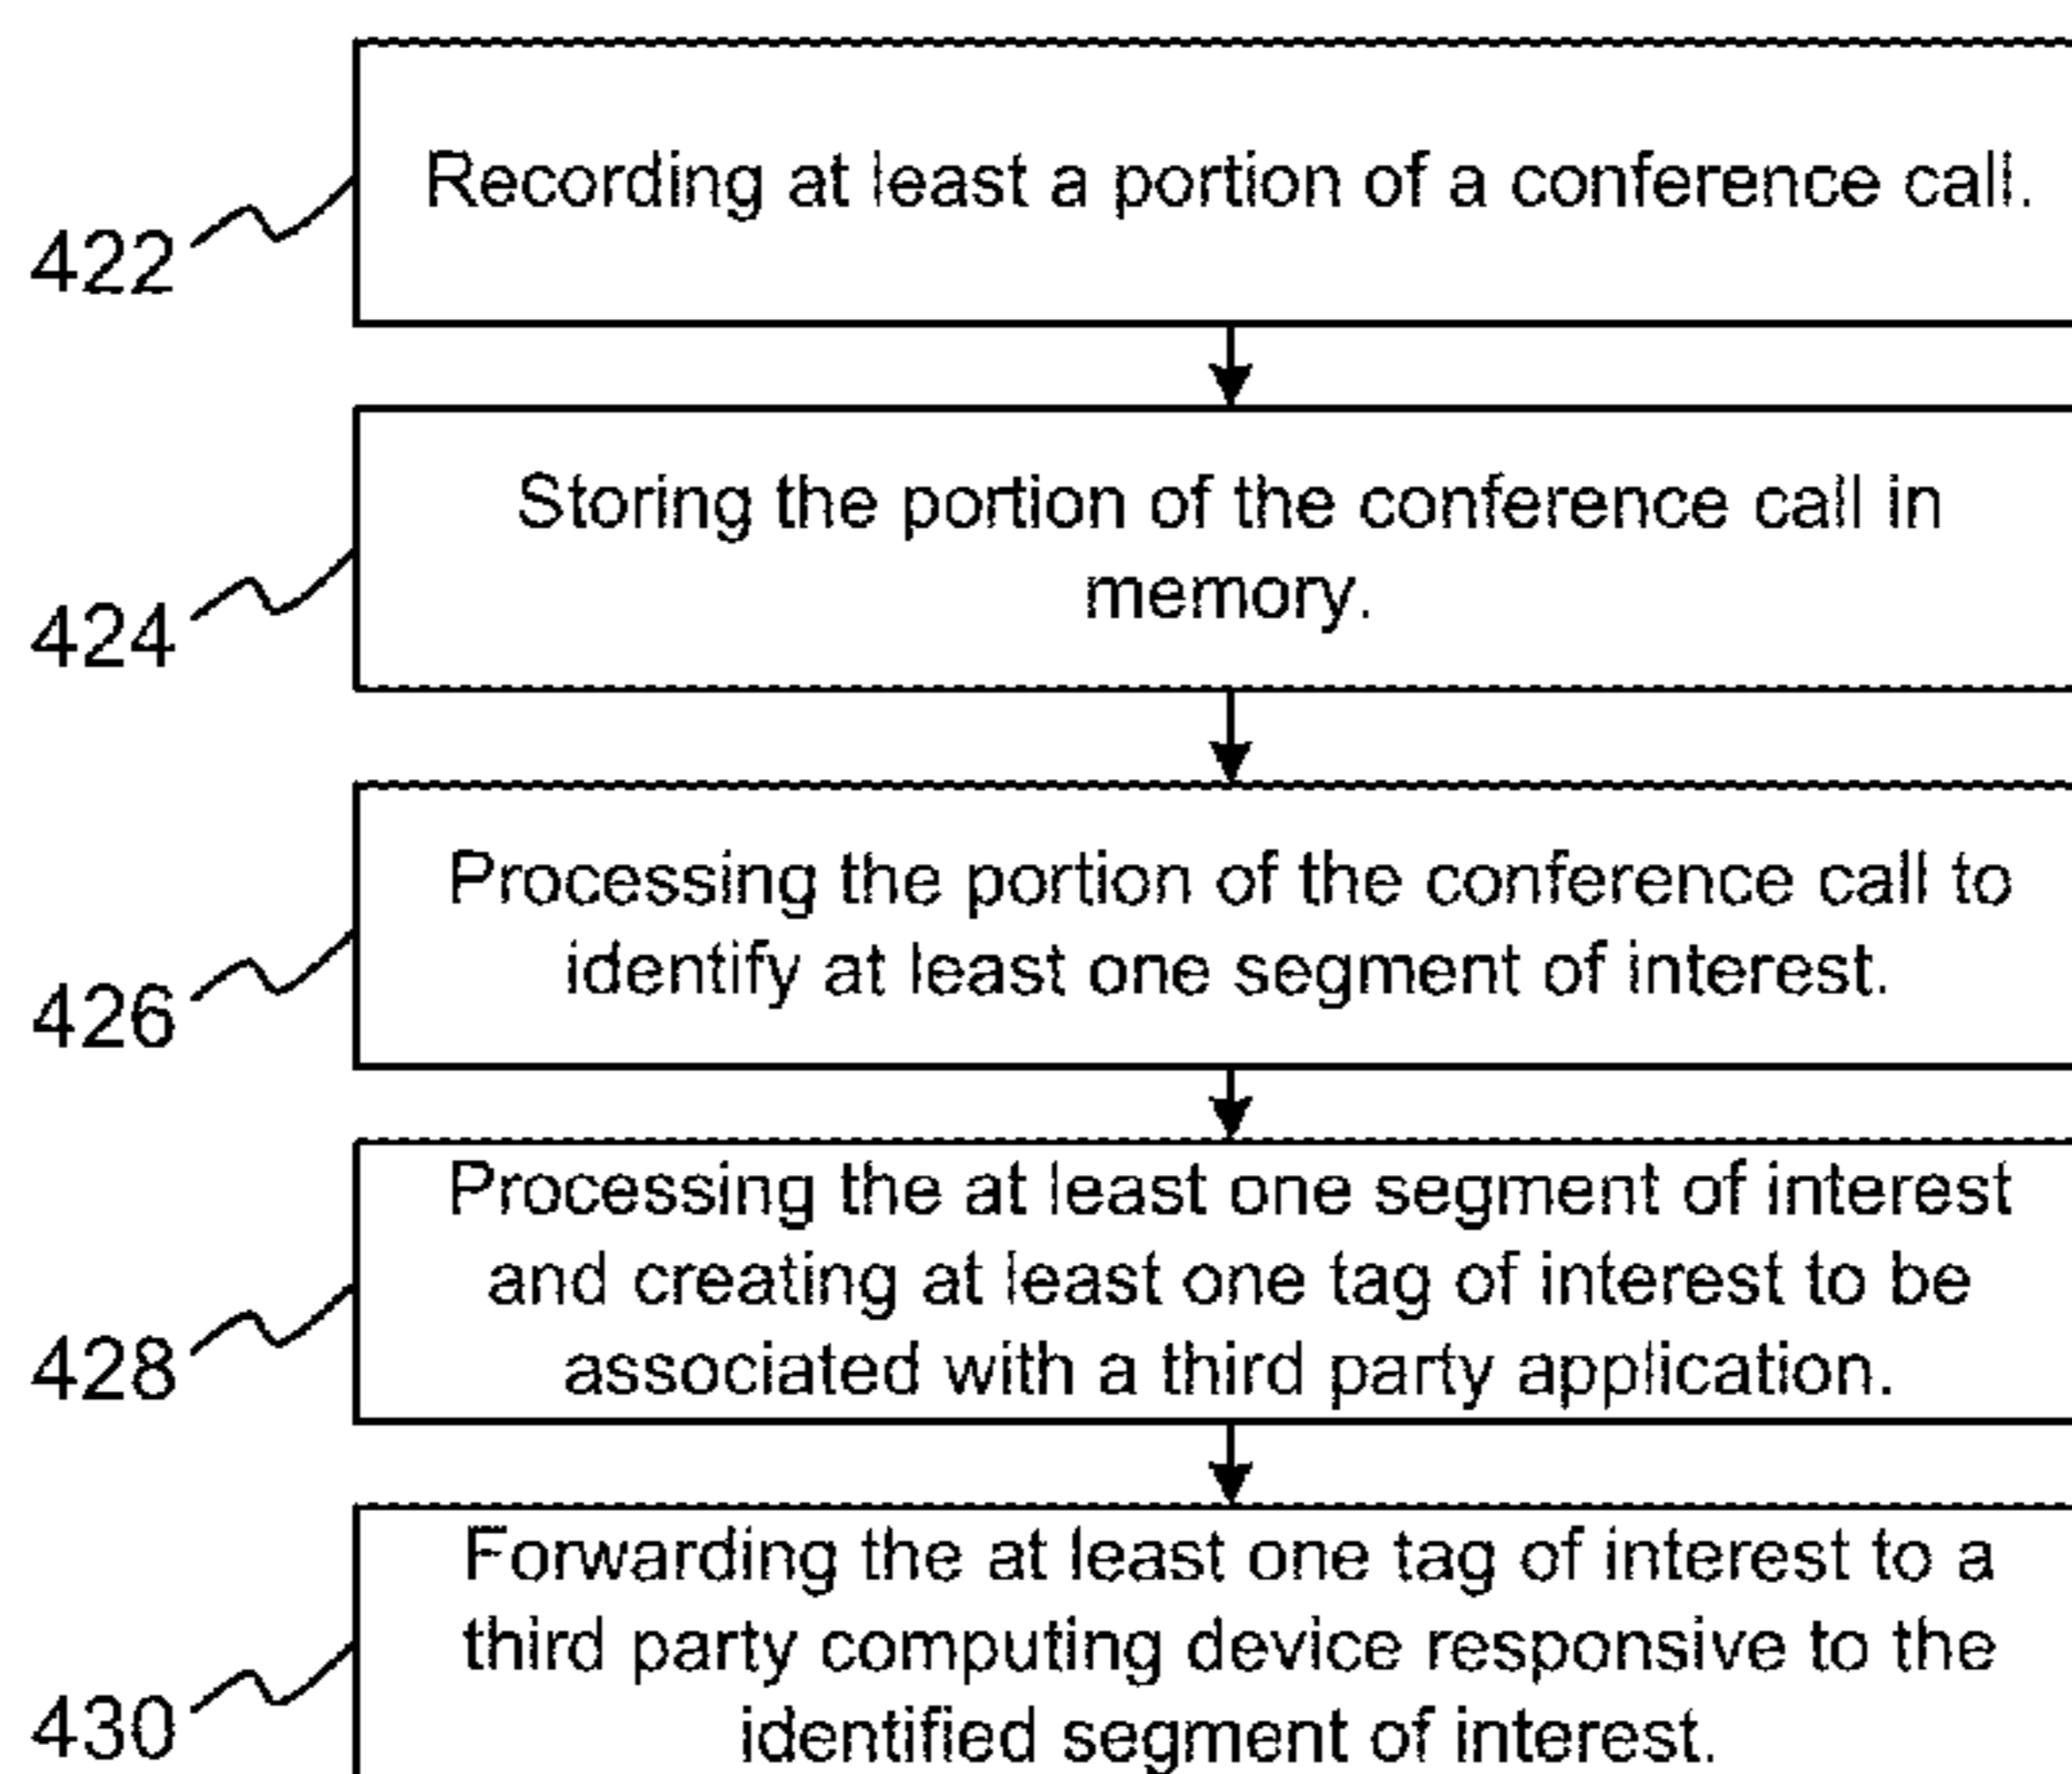 422
Recording at least a portion of a conference call.
424
Storing the portion of the conference call in
memory.
426
Processing the portion of the conference call to
identify at least one segment of interest.
428
Processing the at least one segment of interest
and creating at least one tag of interest to be
associated with a third party application.
430
Forwarding the at least one tag of interest to a
third party computing device responsive to the
identified segment of interest.